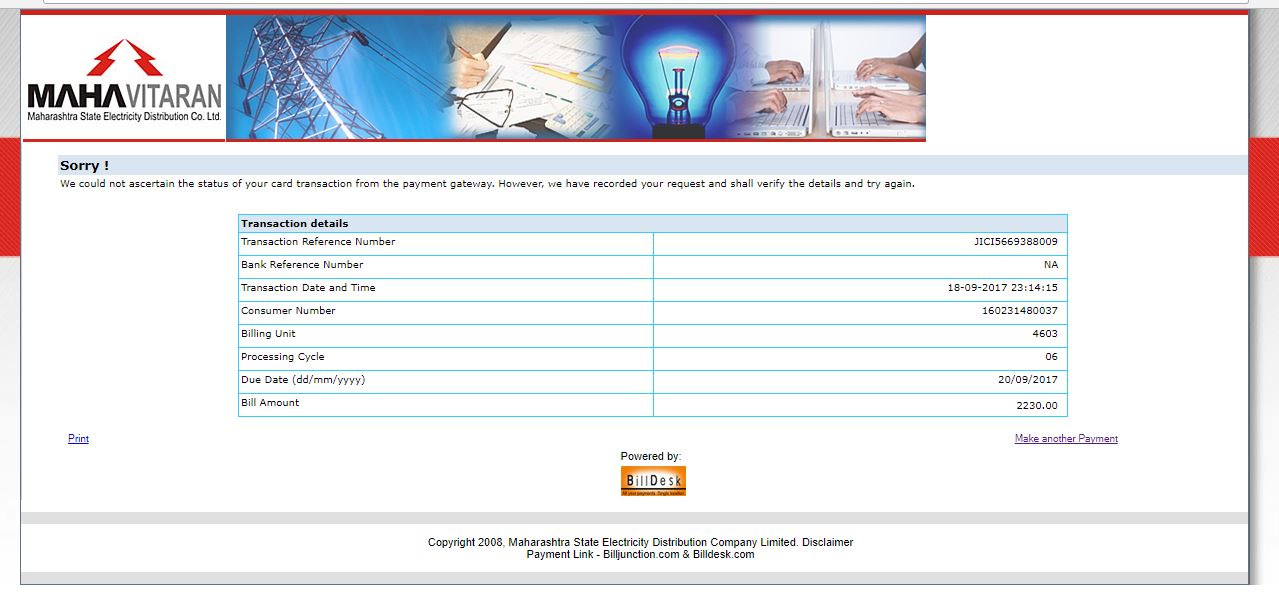 MAHAVITARAN
Maharashtra State Electricity Distribution Co. Ltd.
Sorry !
We could not ascertain the status of your card transaction from the payment gateway. However, we have recorded your request and shall verify the details and try again.
Transaction details
Transaction Reference Number JICI5669388009
Bank Reference Number NA
Transaction Date and Time 18-09-2017 23:14:15
Consumer Number 160231480037
Billing Unit 4603
Processing Cycle 06
Due Date (dd/mm/yyyy) 20/09/2017
Bill Amount 2230.00
Print Make another Payment
Powered by:
BillDesk
All your payments. Single location.
Copyright 2008, Maharashtra State Electricity Distribution Company Limited. Disclaimer
Payment Link - Billjunction.com & Billdesk.com